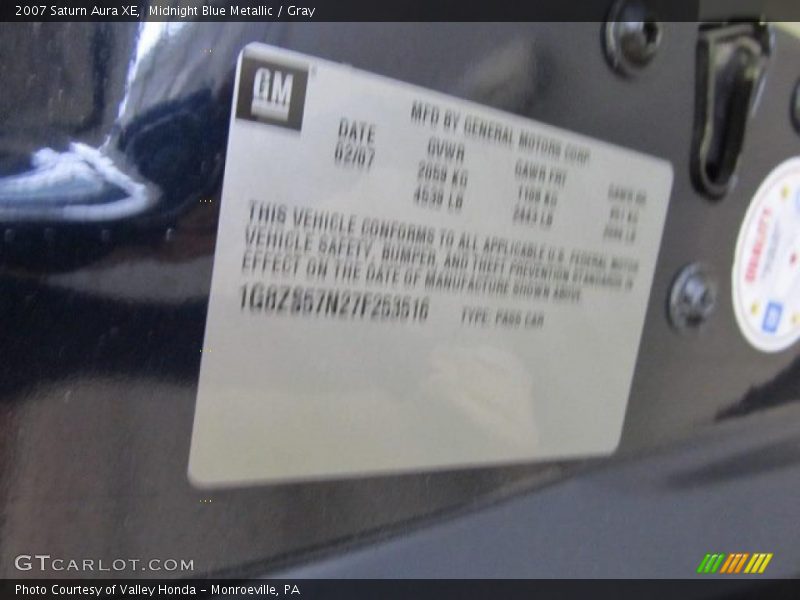 2007 Saturn Aura XE, Midnight Blue Metallic / Gray
GM
MFD BY GENERAL MOTORS CORP
DATE GVWR GAWR FRT GAWR RR
02/07 2059 KG 1108 KG 951 KG
4539 LB 2443 LB
THIS VEHICLE CONFORMS TO ALL APPLICABLE U.S. FEDERAL MOTOR
VEHICLE SAFETY, BUMPER, AND THEFT PREVENTION STANDARDS IN
EFFECT ON THE DATE OF MANUFACTURE SHOWN ABOVE.
1G8ZS57N27F253516 TYPE: PASS CAR
GTCARLOT.COM
Photo Courtesy of Valley Honda - Monroeville, PA